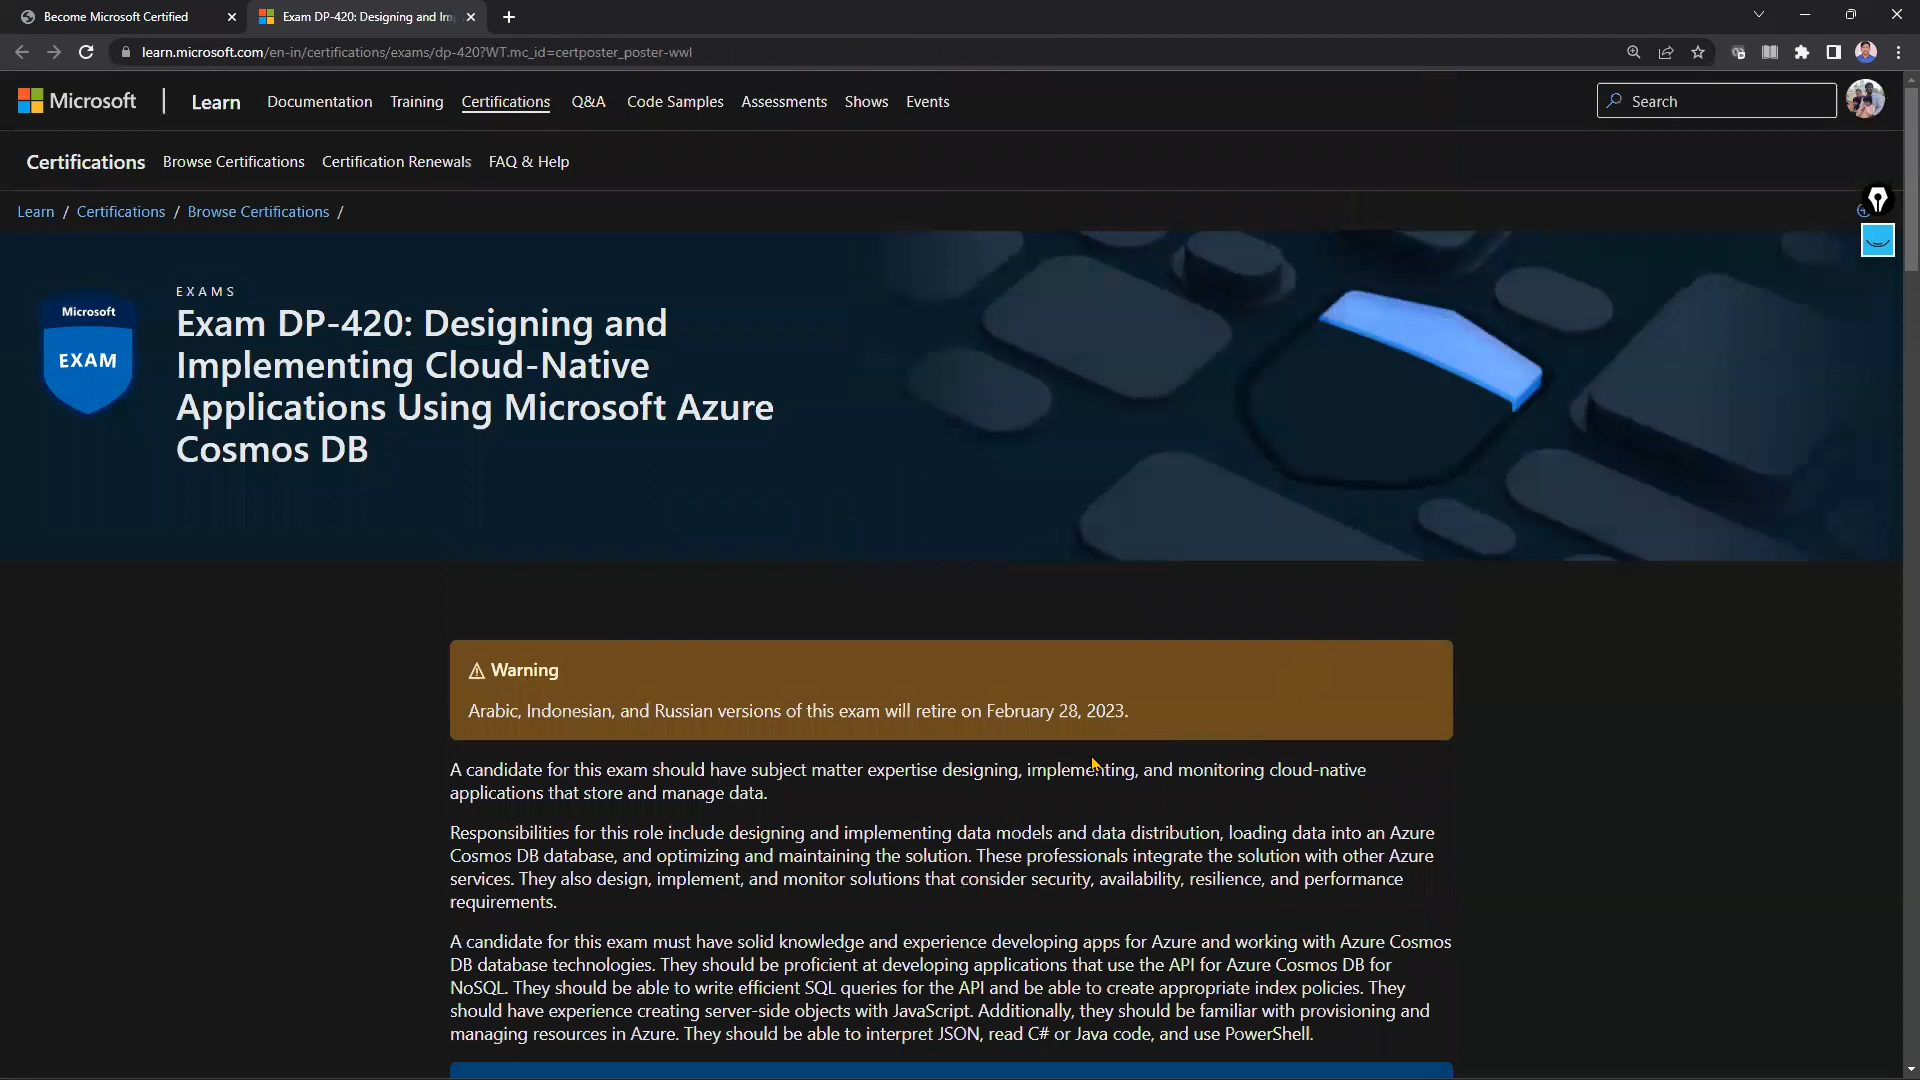 Become Microsoft Certified
Exam DP-420: Designing and Im
learn.microsoft.com/en-in/certifications/exams/dp-420?WT.mc_id=certposter_poster-wwl
Microsoft
Learn Documentation Training Certifications Q&A Code Samples Assessments Shows Events
Search
Certifications Browse Certifications Certification Renewals FAQ & Help
Learn / Certifications / Browse Certifications /
Microsoft
EXAM
EXAMS
Exam DP-420: Designing and
Implementing Cloud-Native
Applications Using Microsoft Azure
Cosmos DB
Warning
Arabic, Indonesian, and Russian versions of this exam will retire on February 28, 2023.
A candidate for this exam should have subject matter expertise designing, implementing, and monitoring cloud-native
applications that store and manage data.
Responsibilities for this role include designing and implementing data models and data distribution, loading data into an Azure
Cosmos DB database, and optimizing and maintaining the solution. These professionals integrate the solution with other Azure
services. They also design, implement, and monitor solutions that consider security, availability, resilience, and performance
requirements.
A candidate for this exam must have solid knowledge and experience developing apps for Azure and working with Azure Cosmos
DB database technologies. They should be proficient at developing applications that use the API for Azure Cosmos DB for
NoSQL. They should be able to write efficient SQL queries for the API and be able to create appropriate index policies. They
should have experience creating server-side objects with JavaScript. Additionally, they should be familiar with provisioning and
managing resources in Azure. They should be able to interpret JSON, read C# or Java code, and use PowerShell.